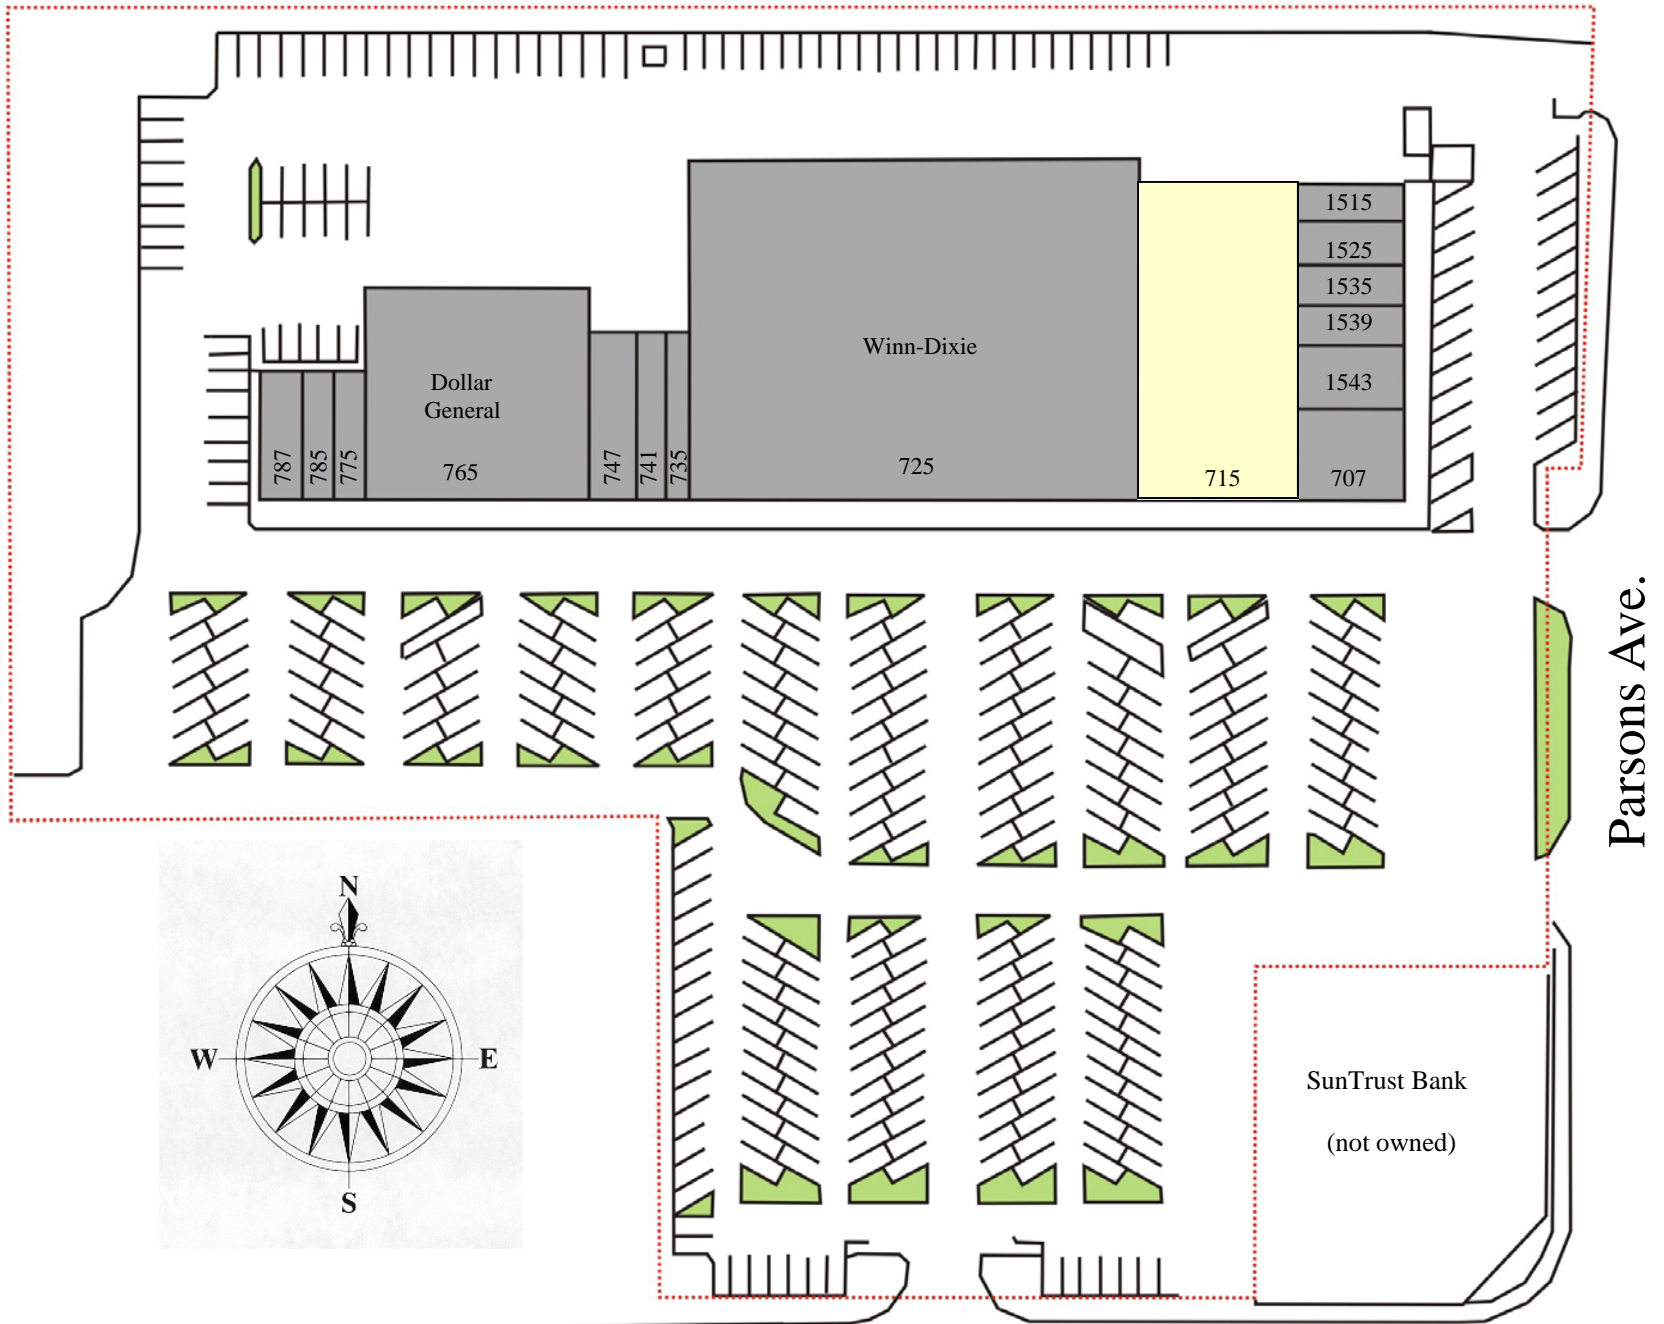 1515
1525
1535
1539
1543
707
Winn-Dixie
725
715
Dollar
General
765
787
785
775
747
741
735
Parsons Ave.
N
W
E
S
SunTrust Bank
(not owned)